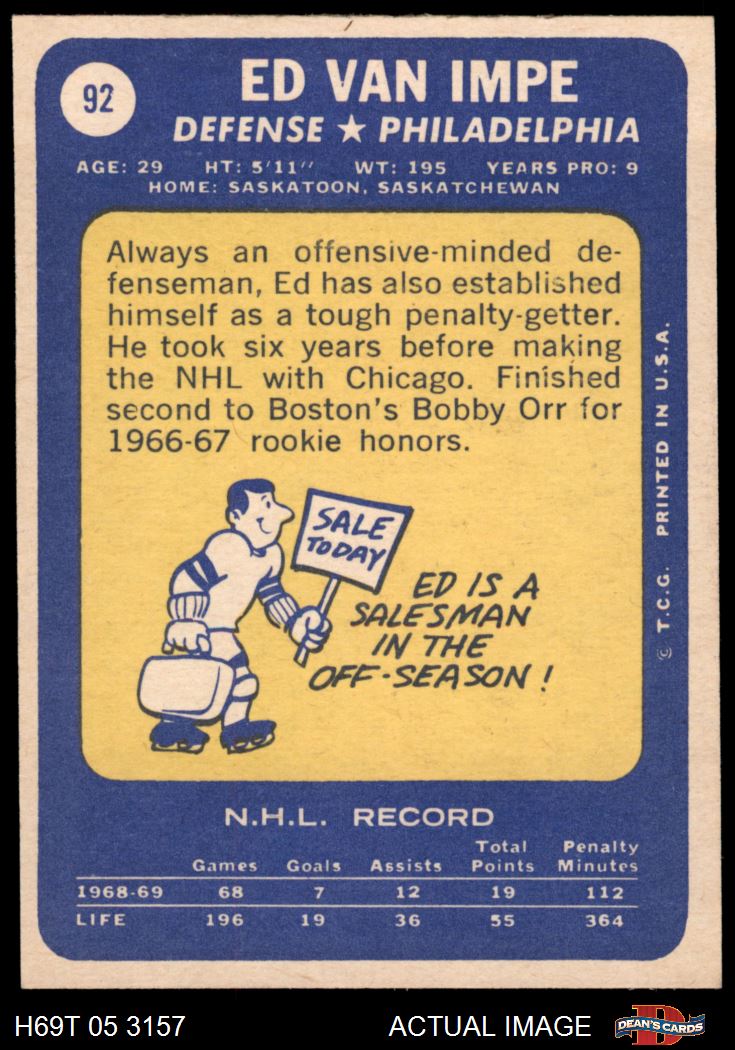 92
ED VAN IMPE
DEFENSE ★ PHILADELPHIA
AGE: 29 HT: 5'11'' WT: 195 YEARS PRO: 9
HOME: SASKATOON, SASKATCHEWAN
Always an offensive-minded de-
fenseman, Ed has also established
himself as a tough penalty-getter.
He took six years before making
the NHL with Chicago. Finished
second to Boston's Bobby Orr for
1966-67 rookie honors.
SALE
TODAY
ED IS A
SALESMAN
IN THE
OFF-SEASON!
© T.C.G. PRINTED IN U.S.A.
N.H.L. RECORD
Total Penalty
Games Goals Assists Points Minutes
1968-69 68 7 12 19 112
LIFE 196 19 36 55 364
H69T 05 3157 ACTUAL IMAGE
D
DEAN'S CARDS